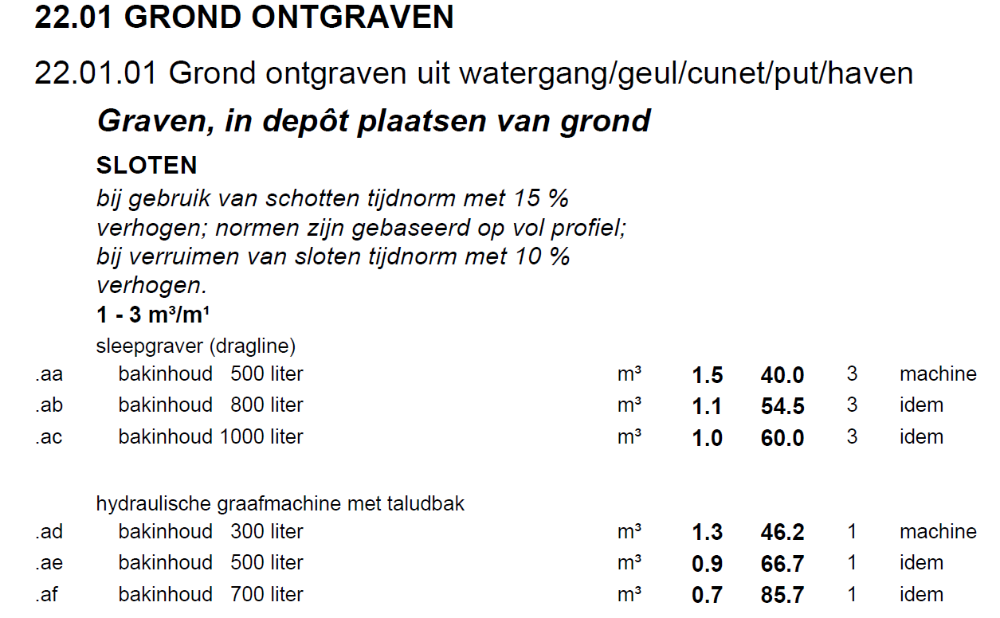 22.01 GROND ONTGRAVEN
22.01.01 Grond ontgraven uit watergang/geul/cunet/put/haven
Graven, in depôt plaatsen van grond
SLOTEN
bij gebruik van schotten tijdnorm met 15 %
verhogen; normen zijn gebaseerd op vol profiel;
bij verruimen van sloten tijdnorm met 10 %
verhogen.
1 - 3 m³/m¹
sleepgraver (dragline)
.aa bakinhoud 500 liter m³ 1.5 40.0 3 machine
.ab bakinhoud 800 liter m³ 1.1 54.5 3 idem
.ac bakinhoud 1000 liter m³ 1.0 60.0 3 idem
hydraulische graafmachine met taludbak
.ad bakinhoud 300 liter m³ 1.3 46.2 1 machine
.ae bakinhoud 500 liter m³ 0.9 66.7 1 idem
.af bakinhoud 700 liter m³ 0.7 85.7 1 idem